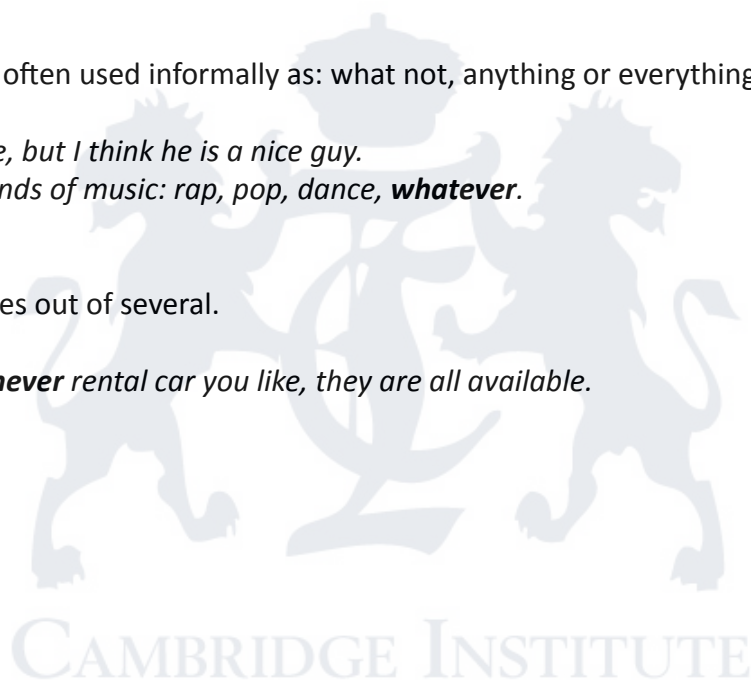 often used informally as: what not, anything or everything
e, but I think he is a nice guy.
nds of music: rap, pop, dance, whatever.
es out of several.
hever rental car you like, they are all available.
CAMBRIDGE INSTITUTE